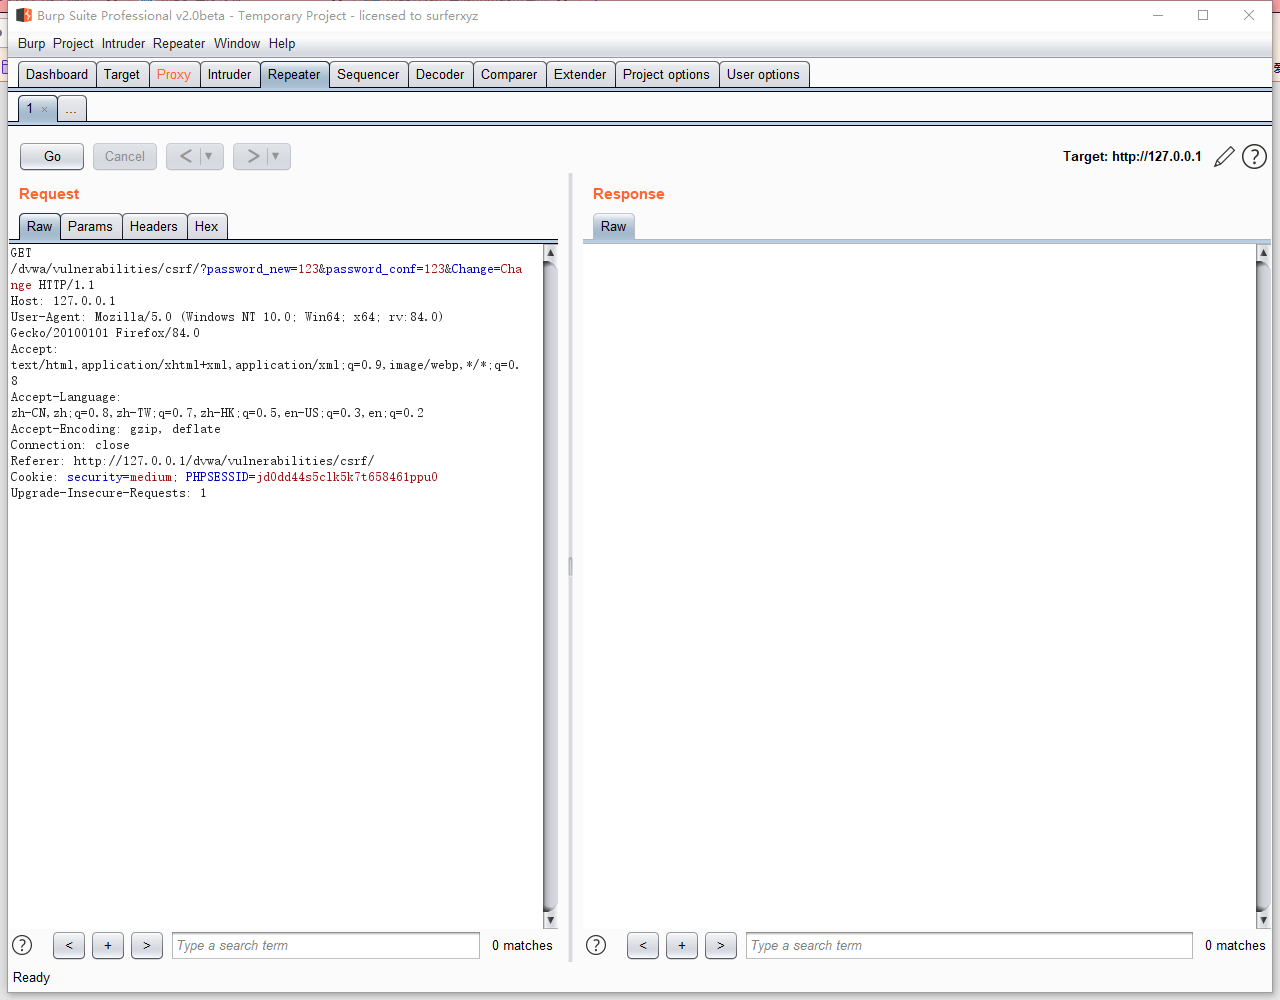 Burp Suite Professional v2.0beta - Temporary Project - licensed to surferxyz
Burp Project Intruder Repeater Window Help
Dashboard Target Proxy Intruder Repeater Sequencer Decoder Comparer Extender Project options User options
1 × ...
Go Cancel < ▼ > ▼ Target: http://127.0.0.1 ?
Request
Raw Params Headers Hex
GET
/dvwa/vulnerabilities/csrf/?password_new=123&password_conf=123&Change=Cha
nge HTTP/1.1
Host: 127.0.0.1
User-Agent: Mozilla/5.0 (Windows NT 10.0; Win64; x64; rv:84.0)
Gecko/20100101 Firefox/84.0
Accept:
text/html,application/xhtml+xml,application/xml;q=0.9,image/webp,*/*;q=0.
8
Accept-Language:
zh-CN,zh;q=0.8,zh-TW;q=0.7,zh-HK;q=0.5,en-US;q=0.3,en;q=0.2
Accept-Encoding: gzip, deflate
Connection: close
Referer: http://127.0.0.1/dvwa/vulnerabilities/csrf/
Cookie: security=medium; PHPSESSID=jd0dd44s5clk5k7t658461ppu0
Upgrade-Insecure-Requests: 1
? < + > Type a search term 0 matches
Response
Raw
? < + > Type a search term 0 matches
Ready